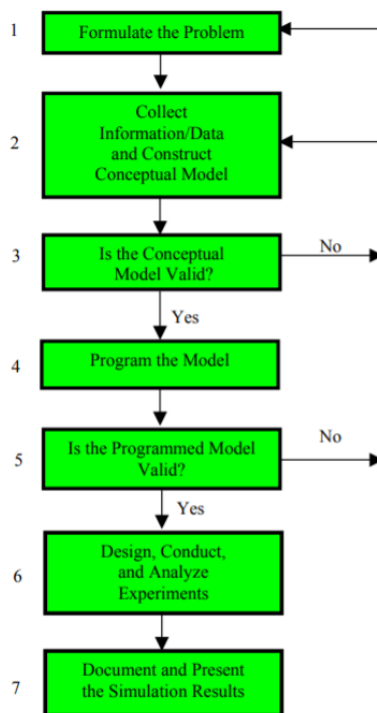 1
Formulate the Problem
2
Collect
Information/Data
and Construct
Conceptual Model
3
Is the Conceptual
Model Valid?
No
Yes
4
Program the Model
5
Is the Programmed Model
Valid?
No
Yes
6
Design, Conduct,
and Analyze
Experiments
7
Document and Present
the Simulation Results